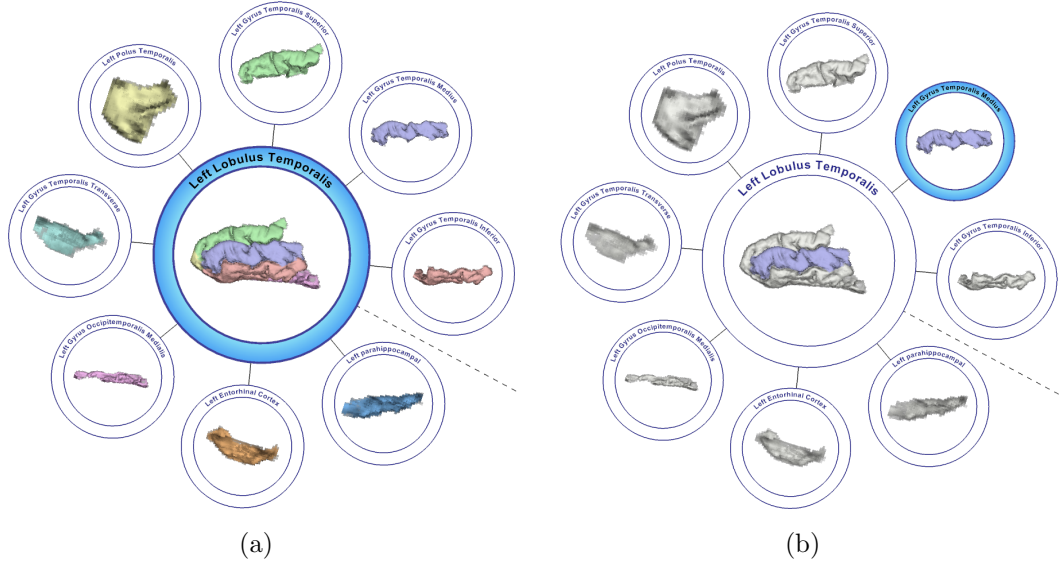 Left Gyrus Temporalis Superior
Left Polus Temporalis
Left Gyrus Temporalis Medius
Left Lobulus Temporalis
Left Gyrus Temporalis Transverse
Left Gyrus Temporalis Inferior
Left Gyrus Occipitemporalis Medialis
Left parahippocampal
Left Entorhinal Cortex
(a)
Left Gyrus Temporalis Superior
Left Polus Temporalis
Left Gyrus Temporalis Medius
Left Lobulus Temporalis
Left Gyrus Temporalis Transverse
Left Gyrus Temporalis Inferior
Left Gyrus Occipitemporalis Medialis
Left parahippocampal
Left Entorhinal Cortex
(b)